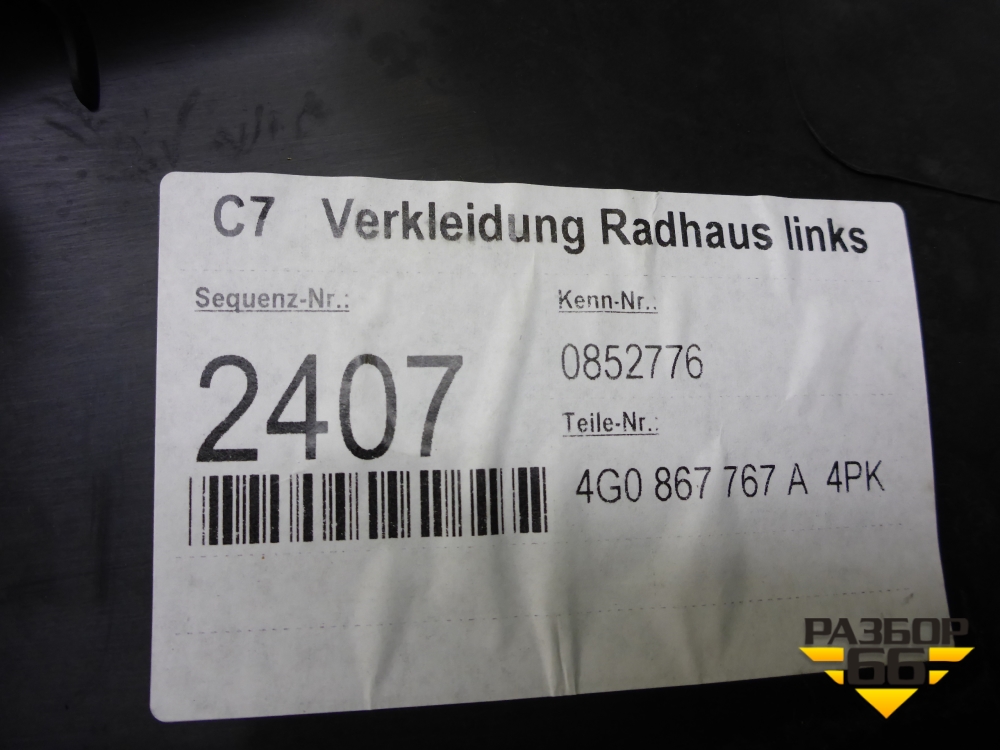 C7 Verkleidung Radhaus links
Sequenz-Nr.:
Kenn-Nr.:
2407
0852776
Teile-Nr.:
4G0 867 767 A 4PK
РАЗБОР
66